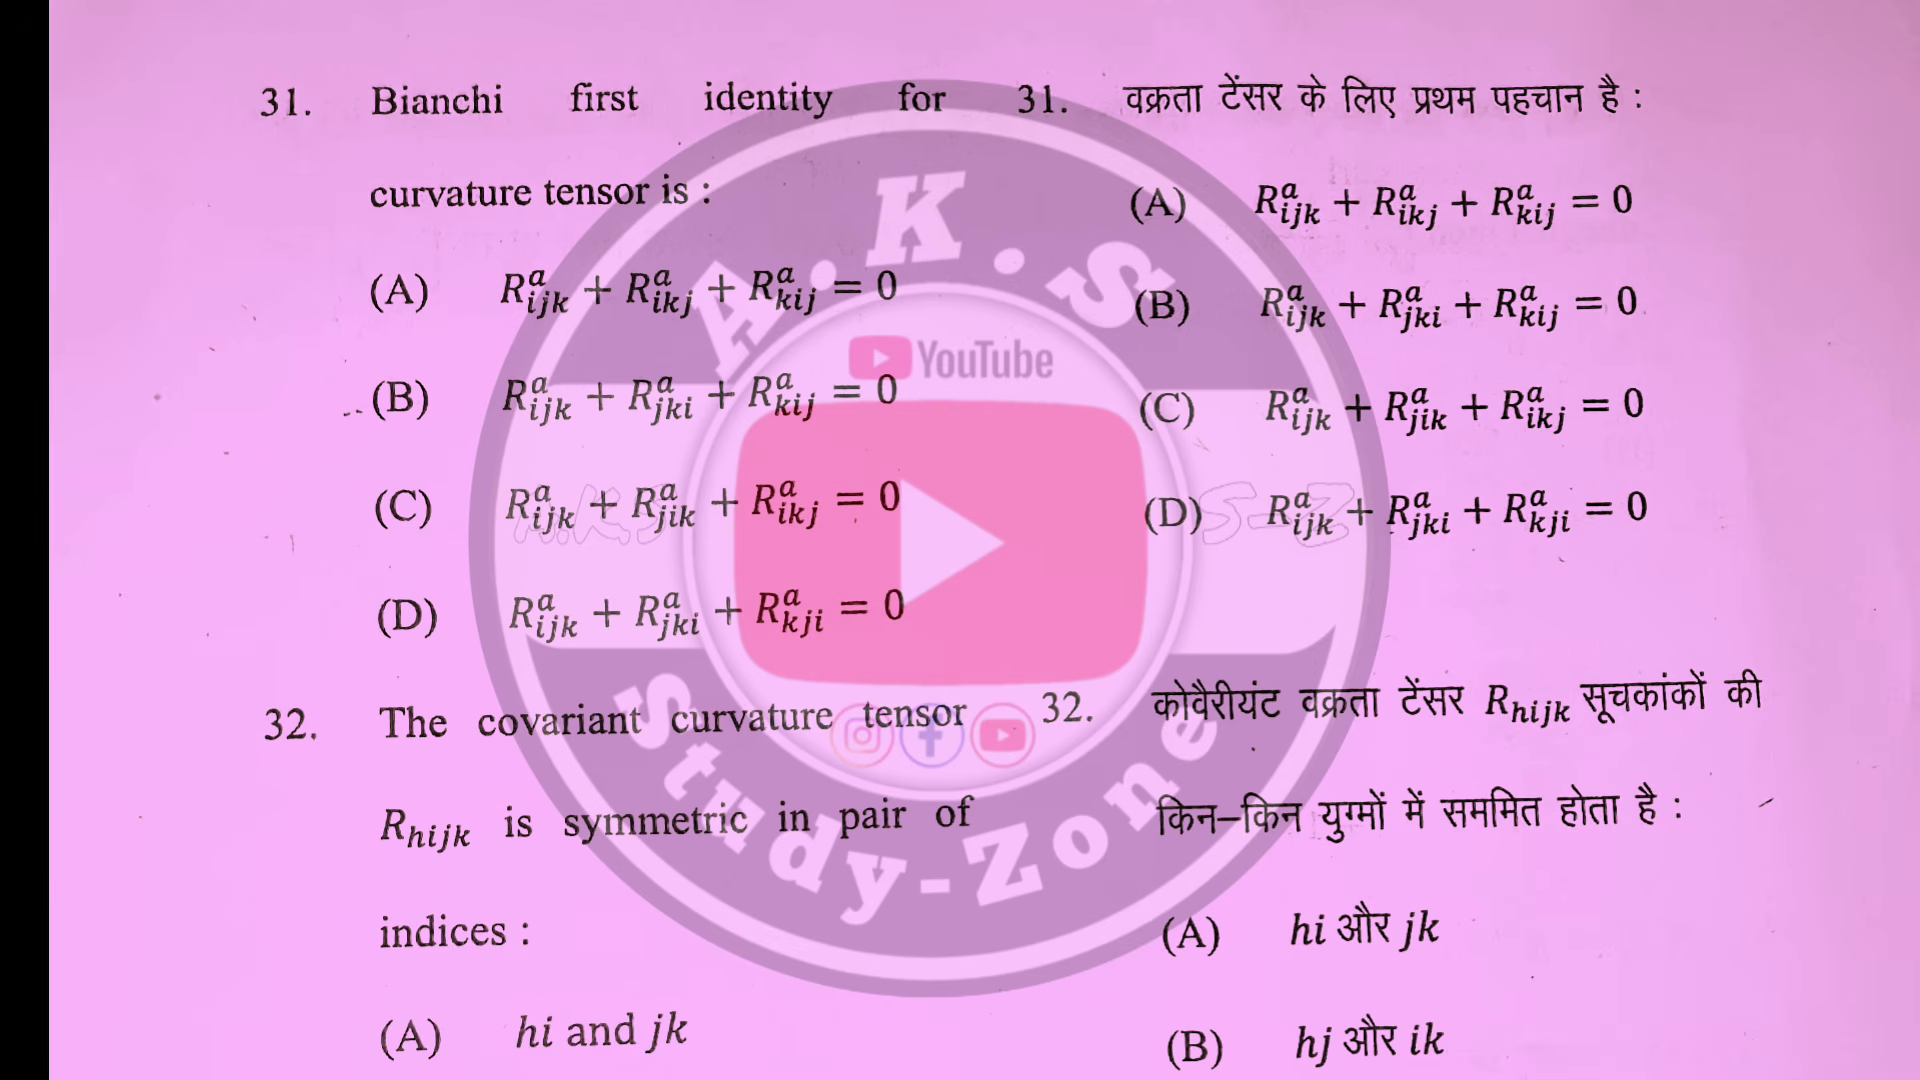 31. Bianchi first identity for
curvature tensor is :
(A) R^a_{ijk} + R^a_{ikj} + R^a_{kij} = 0
(B) R^a_{ijk} + R^a_{jki} + R^a_{kij} = 0
(C) R^a_{ijk} + R^a_{jik} + R^a_{ikj} = 0
(D) R^a_{ijk} + R^a_{jki} + R^a_{kji} = 0
32. The covariant curvature tensor
R_{hijk} is symmetric in pair of
indices :
(A) hi and jk
31. वक्रता टेंसर के लिए प्रथम पहचान है :
(A) R^a_{ijk} + R^a_{ikj} + R^a_{kij} = 0
(B) R^a_{ijk} + R^a_{jki} + R^a_{kij} = 0
(C) R^a_{ijk} + R^a_{jik} + R^a_{ikj} = 0
(D) R^a_{ijk} + R^a_{jki} + R^a_{kji} = 0
32. कोवैरीयंट वक्रता टेंसर R_{hijk} सूचकांकों की
किन–किन युग्मों में सममित होता है :
(A) hi और jk
(B) hj और ik
A.K.S
YouTube
A.K.S
S-Z
Study-Zone